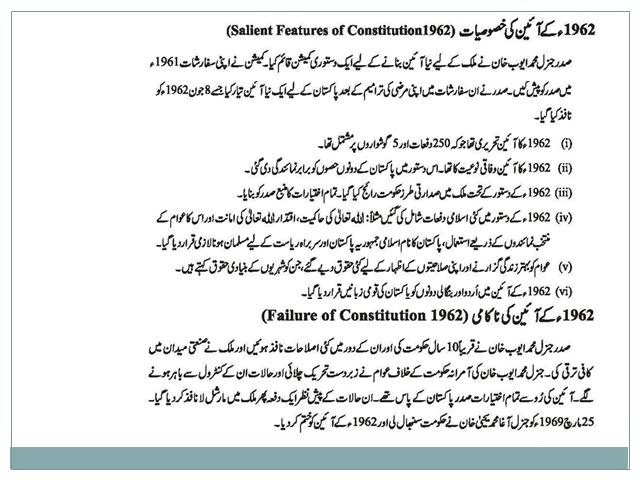 1962ء کے آئین کی خصوصیات (Salient Features of Constitution1962)
صدر جنرل محمد ایوب خان نے ملک کے لیے نیا آئین بنانے کے لیے ایک دستوری کمیشن قائم کیا۔ کمیشن نے اپنی سفارشات 1961ء
میں صدر کو پیش کیں۔ صدر نے ان سفارشات میں اپنی مرضی کی ترامیم کے بعد پاکستان کے لیے ایک نیا آئین تیار کیا جسے 8 جون 1962ء کو
نافذ کیا گیا۔
(i) 1962ء کا آئین تحریری تھا جو کہ 250 دفعات اور 5 گوشواروں پر مشتمل تھا۔
(ii) 1962ء کا آئین وفاقی نوعیت کا تھا۔ اس دستور میں پاکستان کے دونوں حصوں کو برابر نمائندگی دی گئی۔
(iii) 1962ء کے دستور کے تحت ملک میں صدارتی طرز حکومت رائج کیا گیا۔ تمام اختیارات کا منبع صدر کو بنایا۔
(iv) 1962ء کے دستور میں کئی اسلامی دفعات شامل کی گئیں مثلاً: اللہ تعالیٰ کی حاکمیت، اقتدار اللہ تعالیٰ کی امانت اور اس کا عوام کے
منتخب نمائندوں کے ذریعے استعمال، پاکستان کا نام اسلامی جمہوریہ پاکستان اور سربراہ ریاست کے لیے مسلمان ہونا لازمی قرار دیا گیا۔
(v) عوام کو بہتر زندگی گزارنے اور اپنی صلاحیتوں کے اظہار کے لیے کئی حقوق دیے گئے، جن کو شہریوں کے بنیادی حقوق کہتے ہیں۔
(vi) 1962ء کے آئین میں اُردو اور بنگالی دونوں کو پاکستان کی قومی زبانیں قرار دیا گیا۔
1962ء کے آئین کی ناکامی (Failure of Constitution 1962)
صدر جنرل محمد ایوب خان نے قریباً 10 سال حکومت کی اور ان کے دور میں کئی اصلاحات نافذ ہوئیں اور ملک نے صنعتی میدان میں
کافی ترقی کی۔ جنرل محمد ایوب خان کی آمرانہ حکومت کے خلاف عوام نے زبردست تحریک چلائی اور حالات ان کے کنٹرول سے باہر ہونے
لگے۔ آئین کی رُو سے تمام اختیارات صدر پاکستان کے پاس تھے۔ ان حالات کے پیش نظر ایک دفعہ پھر ملک میں مارشل لا نافذ کر دیا گیا۔
25 مارچ 1969ء کو جنرل آغا محمد یحییٰ خان نے حکومت سنبھال لی اور 1962ء کے آئین کو ختم کر دیا۔